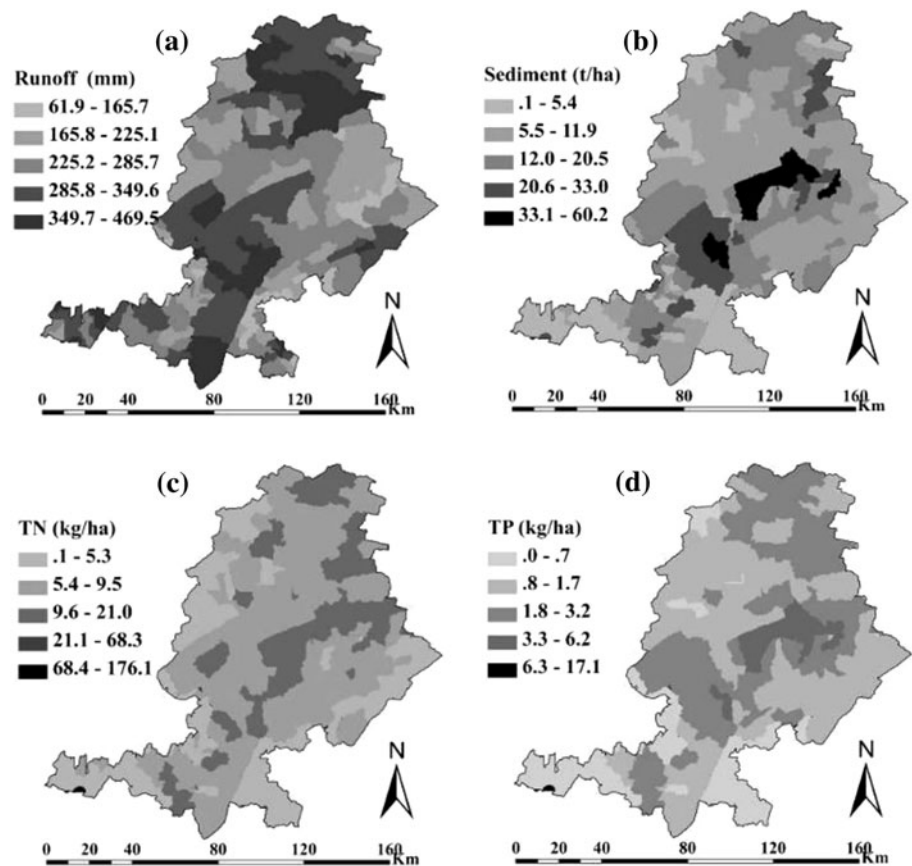 (a)
Runoff (mm)
61.9 - 165.7
165.8 - 225.1
225.2 - 285.7
285.8 - 349.6
349.7 - 469.5
N
0 20 40 80 120 160
Km
(b)
Sediment (t/ha)
.1 - 5.4
5.5 - 11.9
12.0 - 20.5
20.6 - 33.0
33.1 - 60.2
N
0 20 40 80 120 160
Km
(c)
TN (kg/ha)
.1 - 5.3
5.4 - 9.5
9.6 - 21.0
21.1 - 68.3
68.4 - 176.1
N
0 20 40 80 120 160
Km
(d)
TP (kg/ha)
.0 - .7
.8 - 1.7
1.8 - 3.2
3.3 - 6.2
6.3 - 17.1
N
0 20 40 80 120 160
Km